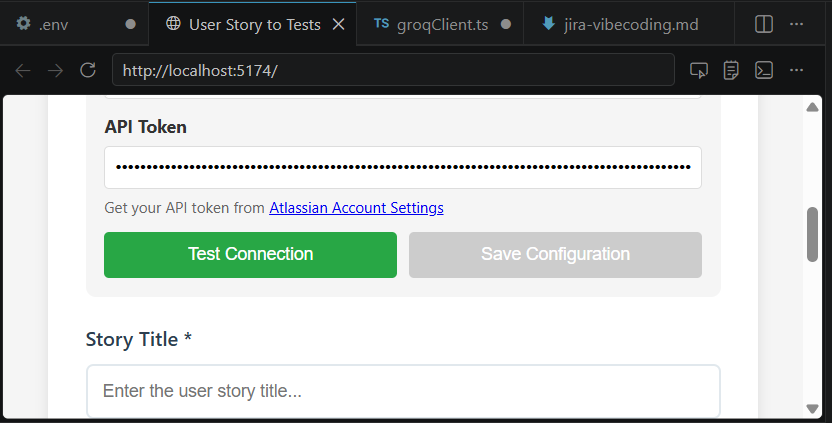 .env
User Story to Tests
TS groqClient.ts
jira-vibecoding.md
http://localhost:5174/
API Token
••••••••••••••••••••••••••••••••••••••••••••••••••••••••••••••••••••••••••••••••••••••••••••••••
Get your API token from Atlassian Account Settings
Test Connection
Save Configuration
Story Title *
Enter the user story title...